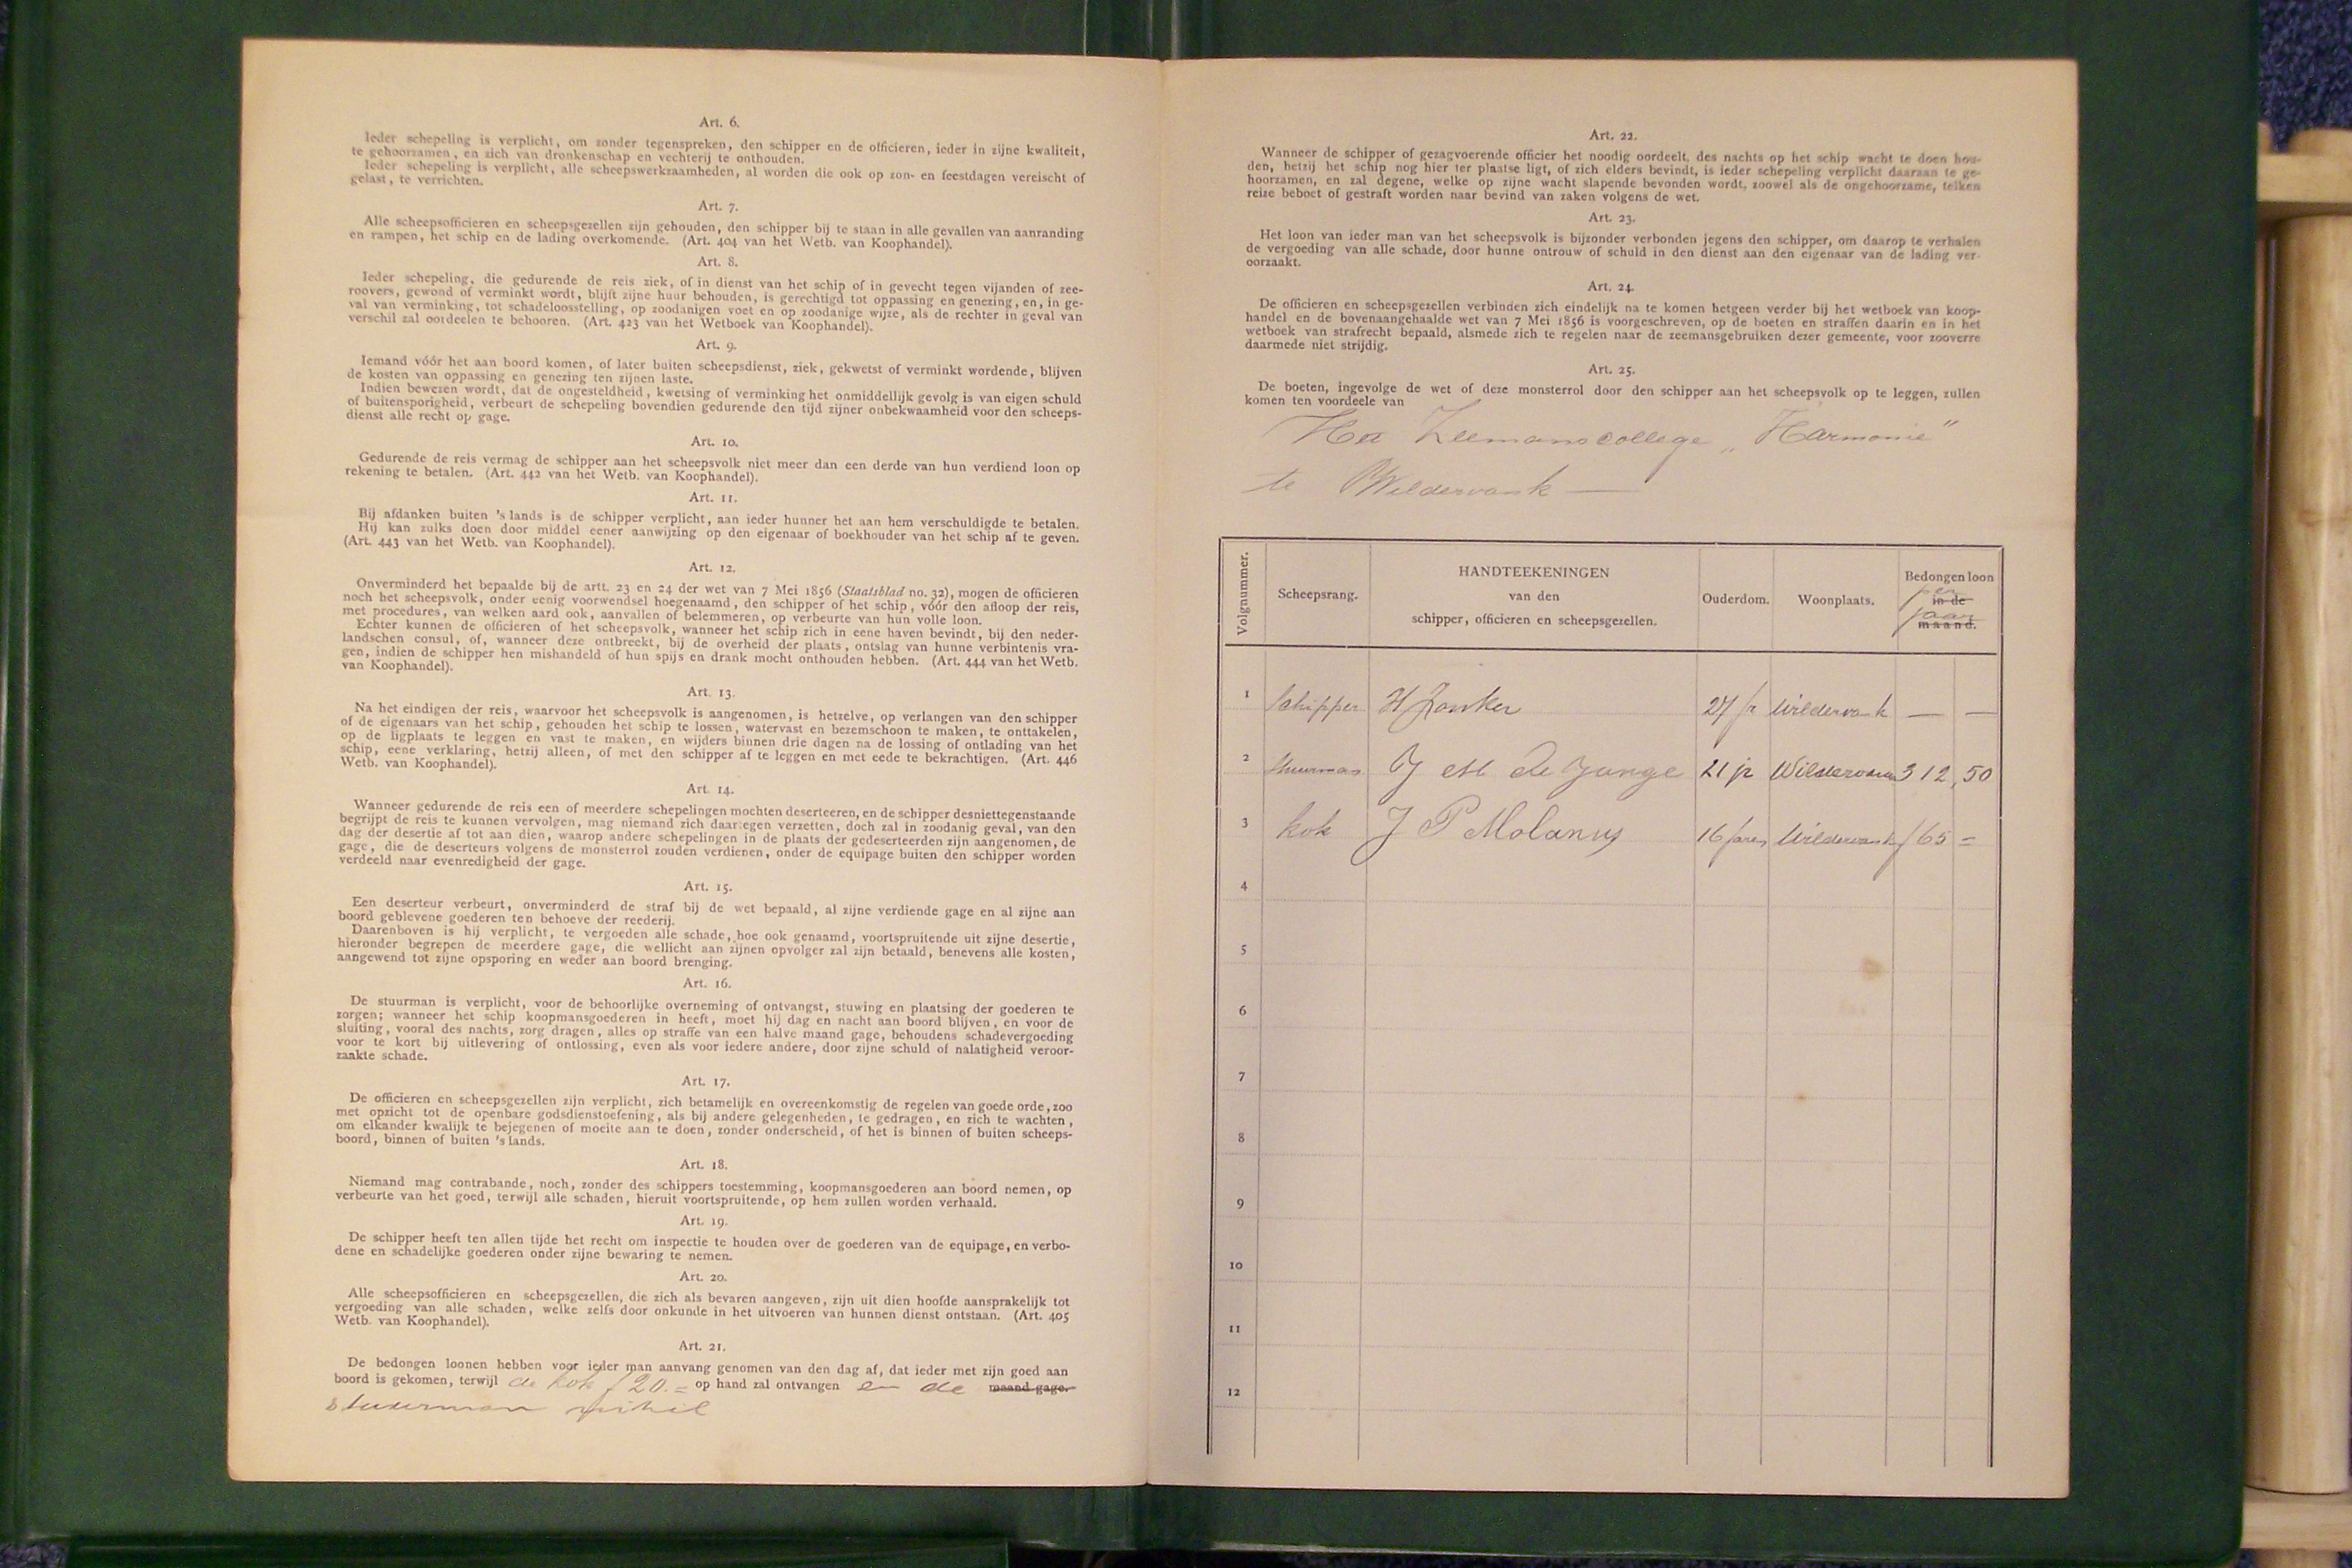 Art. 6.
Ieder schepeling is verplicht, om zonder tegenspreken, den schipper en de officieren, ieder in zijne kwaliteit,
te gehoorzamen, en zich van dronkenschap en vechterij te onthouden.
Ieder schepeling is verplicht, alle scheepswerkzaamheden, al worden die ook op zon- en feestdagen vereischt of
gelast, te verrichten.
Art. 7.
Alle scheepsofficieren en scheepsgezellen zijn gehouden, den schipper bij te staan in alle gevallen van aanranding
en rampen, het schip en de lading overkomende. (Art. 404 van het Wetb. van Koophandel).
Art. 8.
Ieder schepeling, die gedurende de reis ziek, of in dienst van het schip of in gevecht tegen vijanden of zee-
roovers, gewond of verminkt wordt, blijft zijne huur behouden, is gerechtigd tot oppassing en genezing, en, in ge-
val van verminking, tot schadeloosstelling, op zoodanigen voet en op zoodanige wijze, als de rechter in geval van
verschil zal oordeelen te behooren. (Art. 423 van het Wetboek van Koophandel).
Art. 9.
Iemand vóór het aan boord komen, of later buiten scheepsdienst, ziek, gekwetst of verminkt wordende, blijven
de kosten van oppassing en genezing ten zijnen laste.
Indien bewezen wordt, dat de ongesteldheid, kwetsing of verminking het onmiddellijk gevolg is van eigen schuld
of buitensporigheid, verbeurt de schepeling bovendien gedurende den tijd zijner onbekwaamheid voor den scheeps-
dienst alle recht op gage.
Art. 10.
Gedurende de reis vermag de schipper aan het scheepsvolk niet meer dan een derde van hun verdiend loon op
rekening te betalen. (Art. 442 van het Wetb. van Koophandel).
Art. 11.
Bij afdanken buiten 's lands is de schipper verplicht, aan ieder hunner het aan hem verschuldigde te betalen.
Hij kan zulks doen door middel eener aanwijzing op den eigenaar of boekhouder van het schip af te geven.
(Art. 443 van het Wetb. van Koophandel).
Art. 12.
Onverminderd het bepaalde bij de artt. 23 en 24 der wet van 7 Mei 1856 (Staatsblad no. 32), mogen de officieren
noch het scheepsvolk, onder eenig voorwendsel hoegenaamd, den schipper of het schip, vóór den afloop der reis,
met procedures, van welken aard ook, aanvallen of belemmeren, op verbeurte van hun volle loon.
Echter kunnen de officieren of het scheepsvolk, wanneer het schip zich in eene haven bevindt, bij den neder-
landschen consul, of, wanneer deze ontbreekt, bij de overheid der plaats, ontslag van hunne verbintenis vra-
gen, indien de schipper hen mishandeld of hun spijs en drank mocht onthouden hebben. (Art. 444 van het Wetb.
van Koophandel).
Art. 13.
Na het eindigen der reis, waarvoor het scheepsvolk is aangenomen, is hetzelve, op verlangen van den schipper
of de eigenaars van het schip, gehouden het schip te lossen, watervast en bezemschoon te maken, te onttakelen,
op de ligplaats te leggen en vast te maken, en wijders binnen drie dagen na de lossing of ontlading van het
schip, eene verklaring, hetzij alleen, of met den schipper af te leggen en met eede te bekrachtigen. (Art. 446
Wetb. van Koophandel).
Art. 14.
Wanneer gedurende de reis een of meerdere schepelingen mochten deserteeren, en de schipper desniettegenstaande
begrijpt de reis te kunnen vervolgen, mag niemand zich daartegen verzetten, doch zal in zoodanig geval, van den
dag der desertie af tot aan dien, waarop andere schepelingen in de plaats der gedeserteerden zijn aangenomen, de
gage, die de deserteurs volgens de monsterrol zouden verdienen, onder de equipage buiten den schipper worden
verdeeld naar evenredigheid der gage.
Art. 15.
Een deserteur verbeurt, onverminderd de straf bij de wet bepaald, al zijne verdiende gage en al zijne aan
boord geblevene goederen ten behoeve der reederij.
Daarenboven is hij verplicht, te vergoeden alle schade, hoe ook genaamd, voortspruitende uit zijne desertie,
hieronder begrepen de meerdere gage, die wellicht aan zijnen opvolger zal zijn betaald, benevens alle kosten,
aangewend tot zijne opsporing en weder aan boord brenging.
Art. 16.
De stuurman is verplicht, voor de behoorlijke overneming of ontvangst, stuwing en plaatsing der goederen te
zorgen; wanneer het schip koopmansgoederen in heeft, moet hij dag en nacht aan boord blijven, en voor de
sluiting, vooral des nachts, zorg dragen, alles op straffe van een halve maand gage, behoudens schadevergoeding
voor te kort bij uitlevering of ontlossing, even als voor iedere andere, door zijne schuld of nalatigheid veroor-
zaakte schade.
Art. 17.
De officieren en scheepsgezellen zijn verplicht, zich betamelijk en overeenkomstig de regelen van goede orde, zoo
met opzicht tot de openbare godsdienstoefening, als bij andere gelegenheden, te gedragen, en zich te wachten,
om elkander kwalijk te bejegenen of moeite aan te doen, zonder onderscheid, of het is binnen of buiten scheeps-
boord, binnen of buiten 's lands.
Art. 18.
Niemand mag contrabande, noch, zonder des schippers toestemming, koopmansgoederen aan boord nemen, op
verbeurte van het goed, terwijl alle schaden, hieruit voortspruitende, op hem zullen worden verhaald.
Art. 19.
De schipper heeft ten allen tijde het recht om inspectie te houden over de goederen van de equipage, en verbo-
dene en schadelijke goederen onder zijne bewaring te nemen.
Art. 20.
Alle scheepsofficieren en scheepsgezellen, die zich als bevaren aangeven, zijn uit dien hoofde aansprakelijk tot
vergoeding van alle schaden, welke zelfs door onkunde in het uitvoeren van hunnen dienst ontstaan. (Art. 405
Wetb. van Koophandel).
Art. 21.
De bedongen loonen hebben voor ieder man aanvang genomen van den dag af, dat ieder met zijn goed aan
boord is gekomen, terwijl de kok f 20.= op hand zal ontvangen en de maand gage.
stuurman nihil
Art. 22.
Wanneer de schipper of gezagvoerende officier het noodig oordeelt, des nachts op het schip wacht te doen hou-
den, hetzij het schip nog hier ter plaatse ligt, of zich elders bevindt, is ieder schepeling verplicht daaraan te ge-
hoorzamen, en zal degene, welke op zijne wacht slapende bevonden wordt, zoowel als de ongehoorzame, telken
reize beboet of gestraft worden naar bevind van zaken volgens de wet.
Art. 23.
Het loon van ieder man van het scheepsvolk is bijzonder verbonden jegens den schipper, om daarop te verhalen
de vergoeding van alle schade, door hunne ontrouw of schuld in den dienst aan den eigenaar van de lading ver-
oorzaakt.
Art. 24.
De officieren en scheepsgezellen verbinden zich eindelijk na te komen hetgeen verder bij het wetboek van koop-
handel en de bovenaangehaalde wet van 7 Mei 1856 is voorgeschreven, op de boeten en straffen daarin en in het
wetboek van strafrecht bepaald, alsmede zich te regelen naar de zeemansgebruiken dezer gemeente, voor zooverre
daarmede niet strijdig.
Art. 25.
De boeten, ingevolge de wet of deze monsterrol door den schipper aan het scheepsvolk op te leggen, zullen
komen ten voordeele van
Het Zeemanscollege „Harmonie"
te Wildervank —
Volgnummer. Scheepsrang. HANDTEEKENINGEN van den schipper, officieren en scheepsgezellen. Ouderdom. Woonplaats. Bedongen loon in de maand. per jaar
1 Schipper H Jonker 27 jr Wildervank — —
2 Stuurman J M de Jonge 21 jr Wildervank 312,50
3 kok J P Molanus 16 jaren Wildervank f 65 =
4
5
6
7
8
9
10
11
12